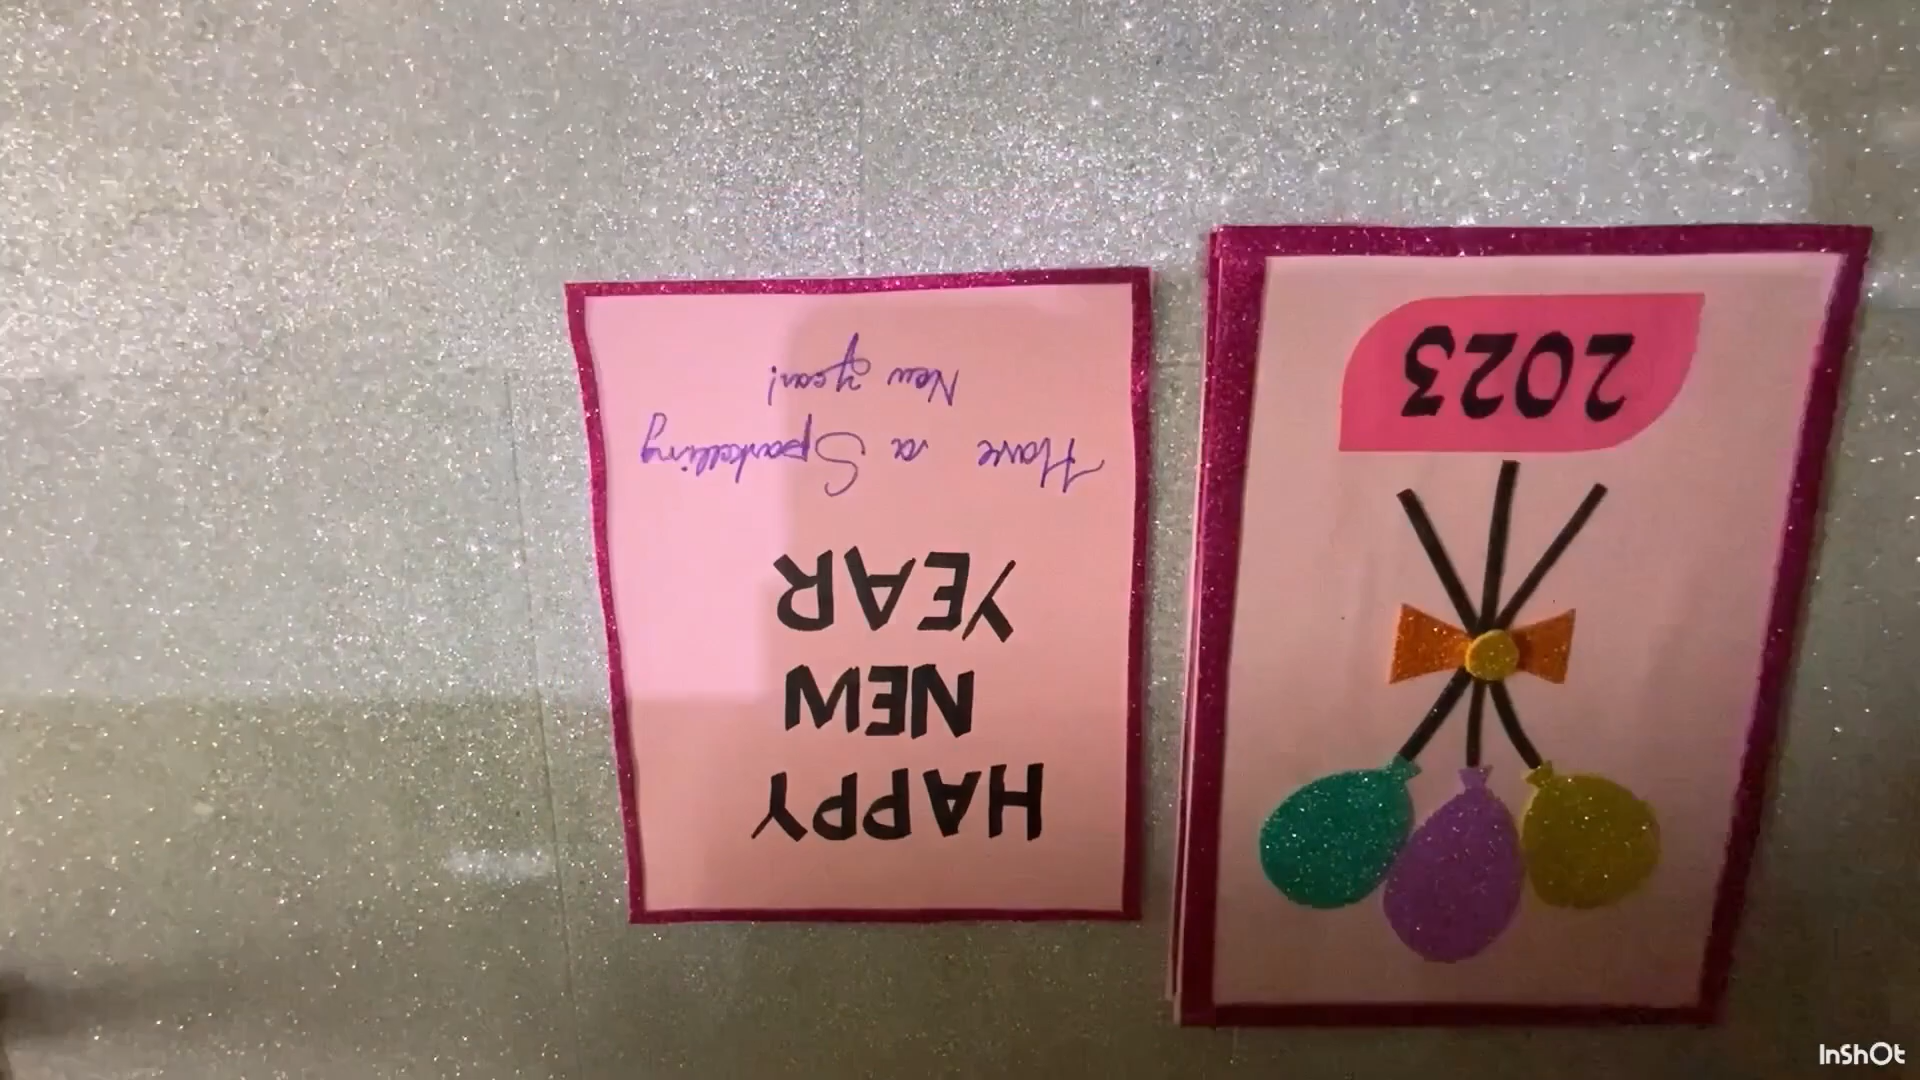 HAPPY
NEW
YEAR
Have a Sparkling
New year!
2023
InShOt